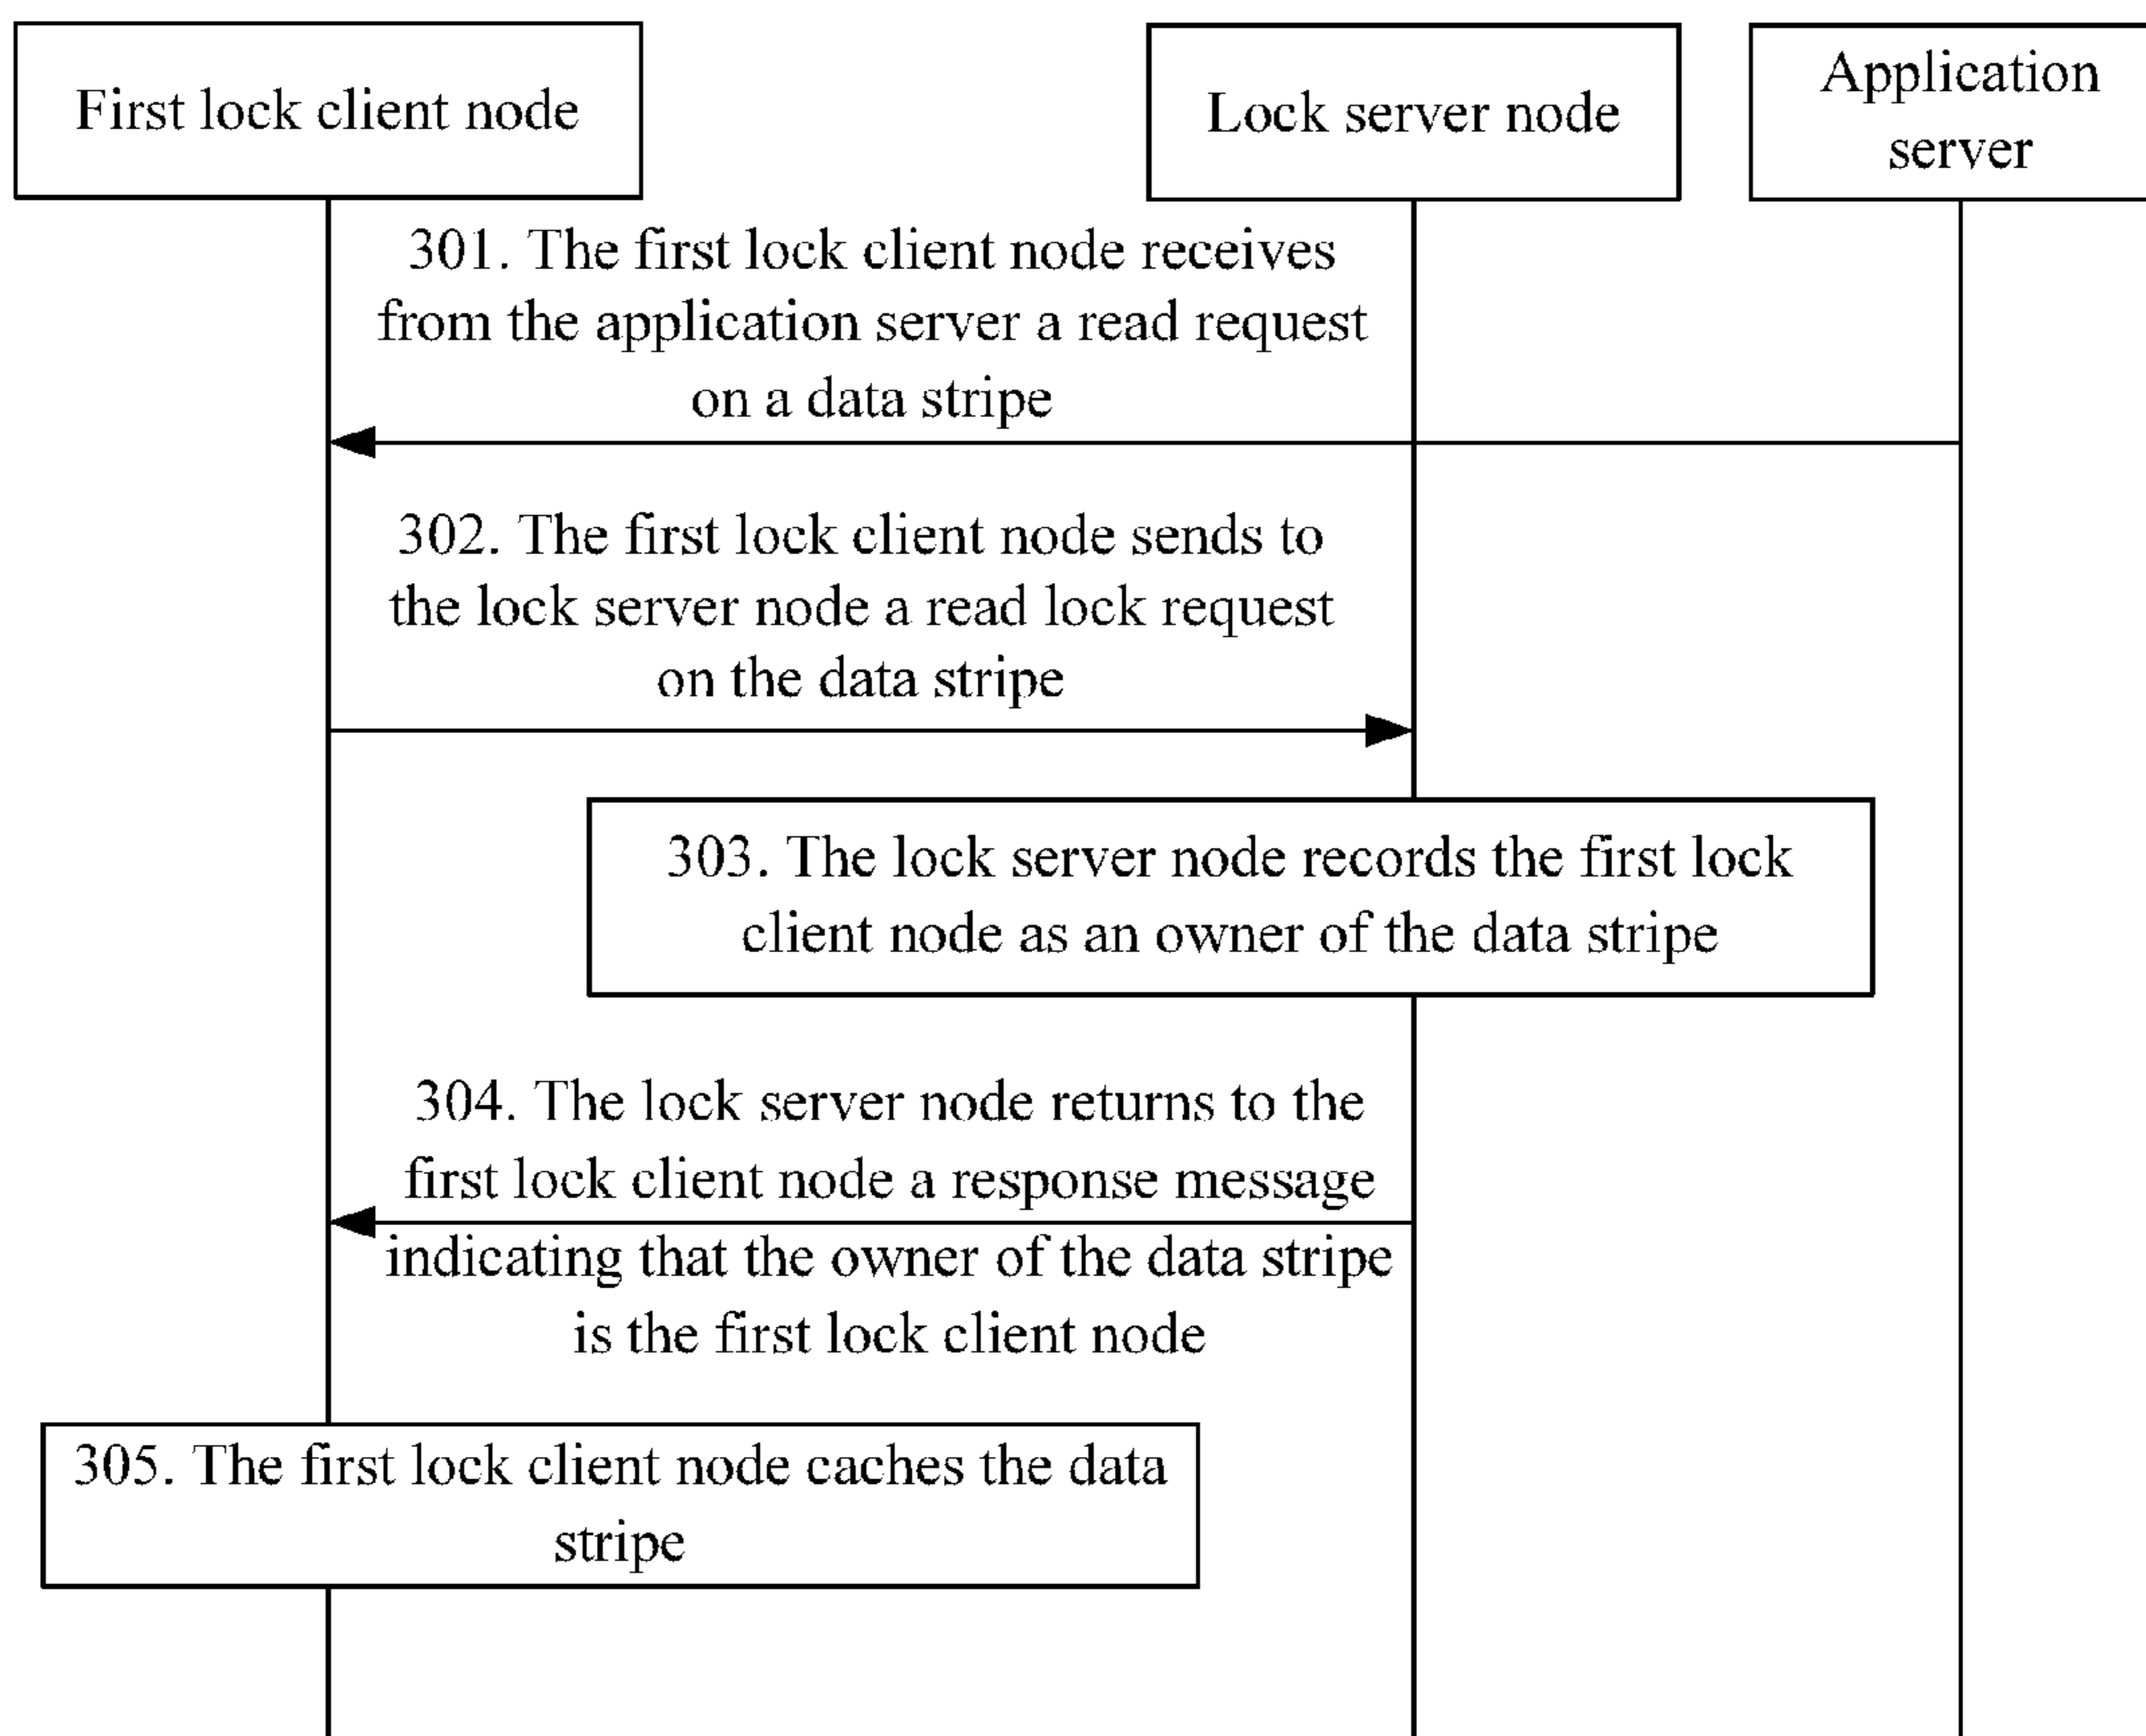 First lock client node
Lock server node
Application
server
301. The first lock client node receives
from the application server a read request
on a data stripe
302. The first lock client node sends to
the lock server node a read lock request
on the data stripe
303. The lock server node records the first lock
client node as an owner of the data stripe
304. The lock server node returns to the
first lock client node a response message
indicating that the owner of the data stripe
is the first lock client node
305. The first lock client node caches the data
stripe